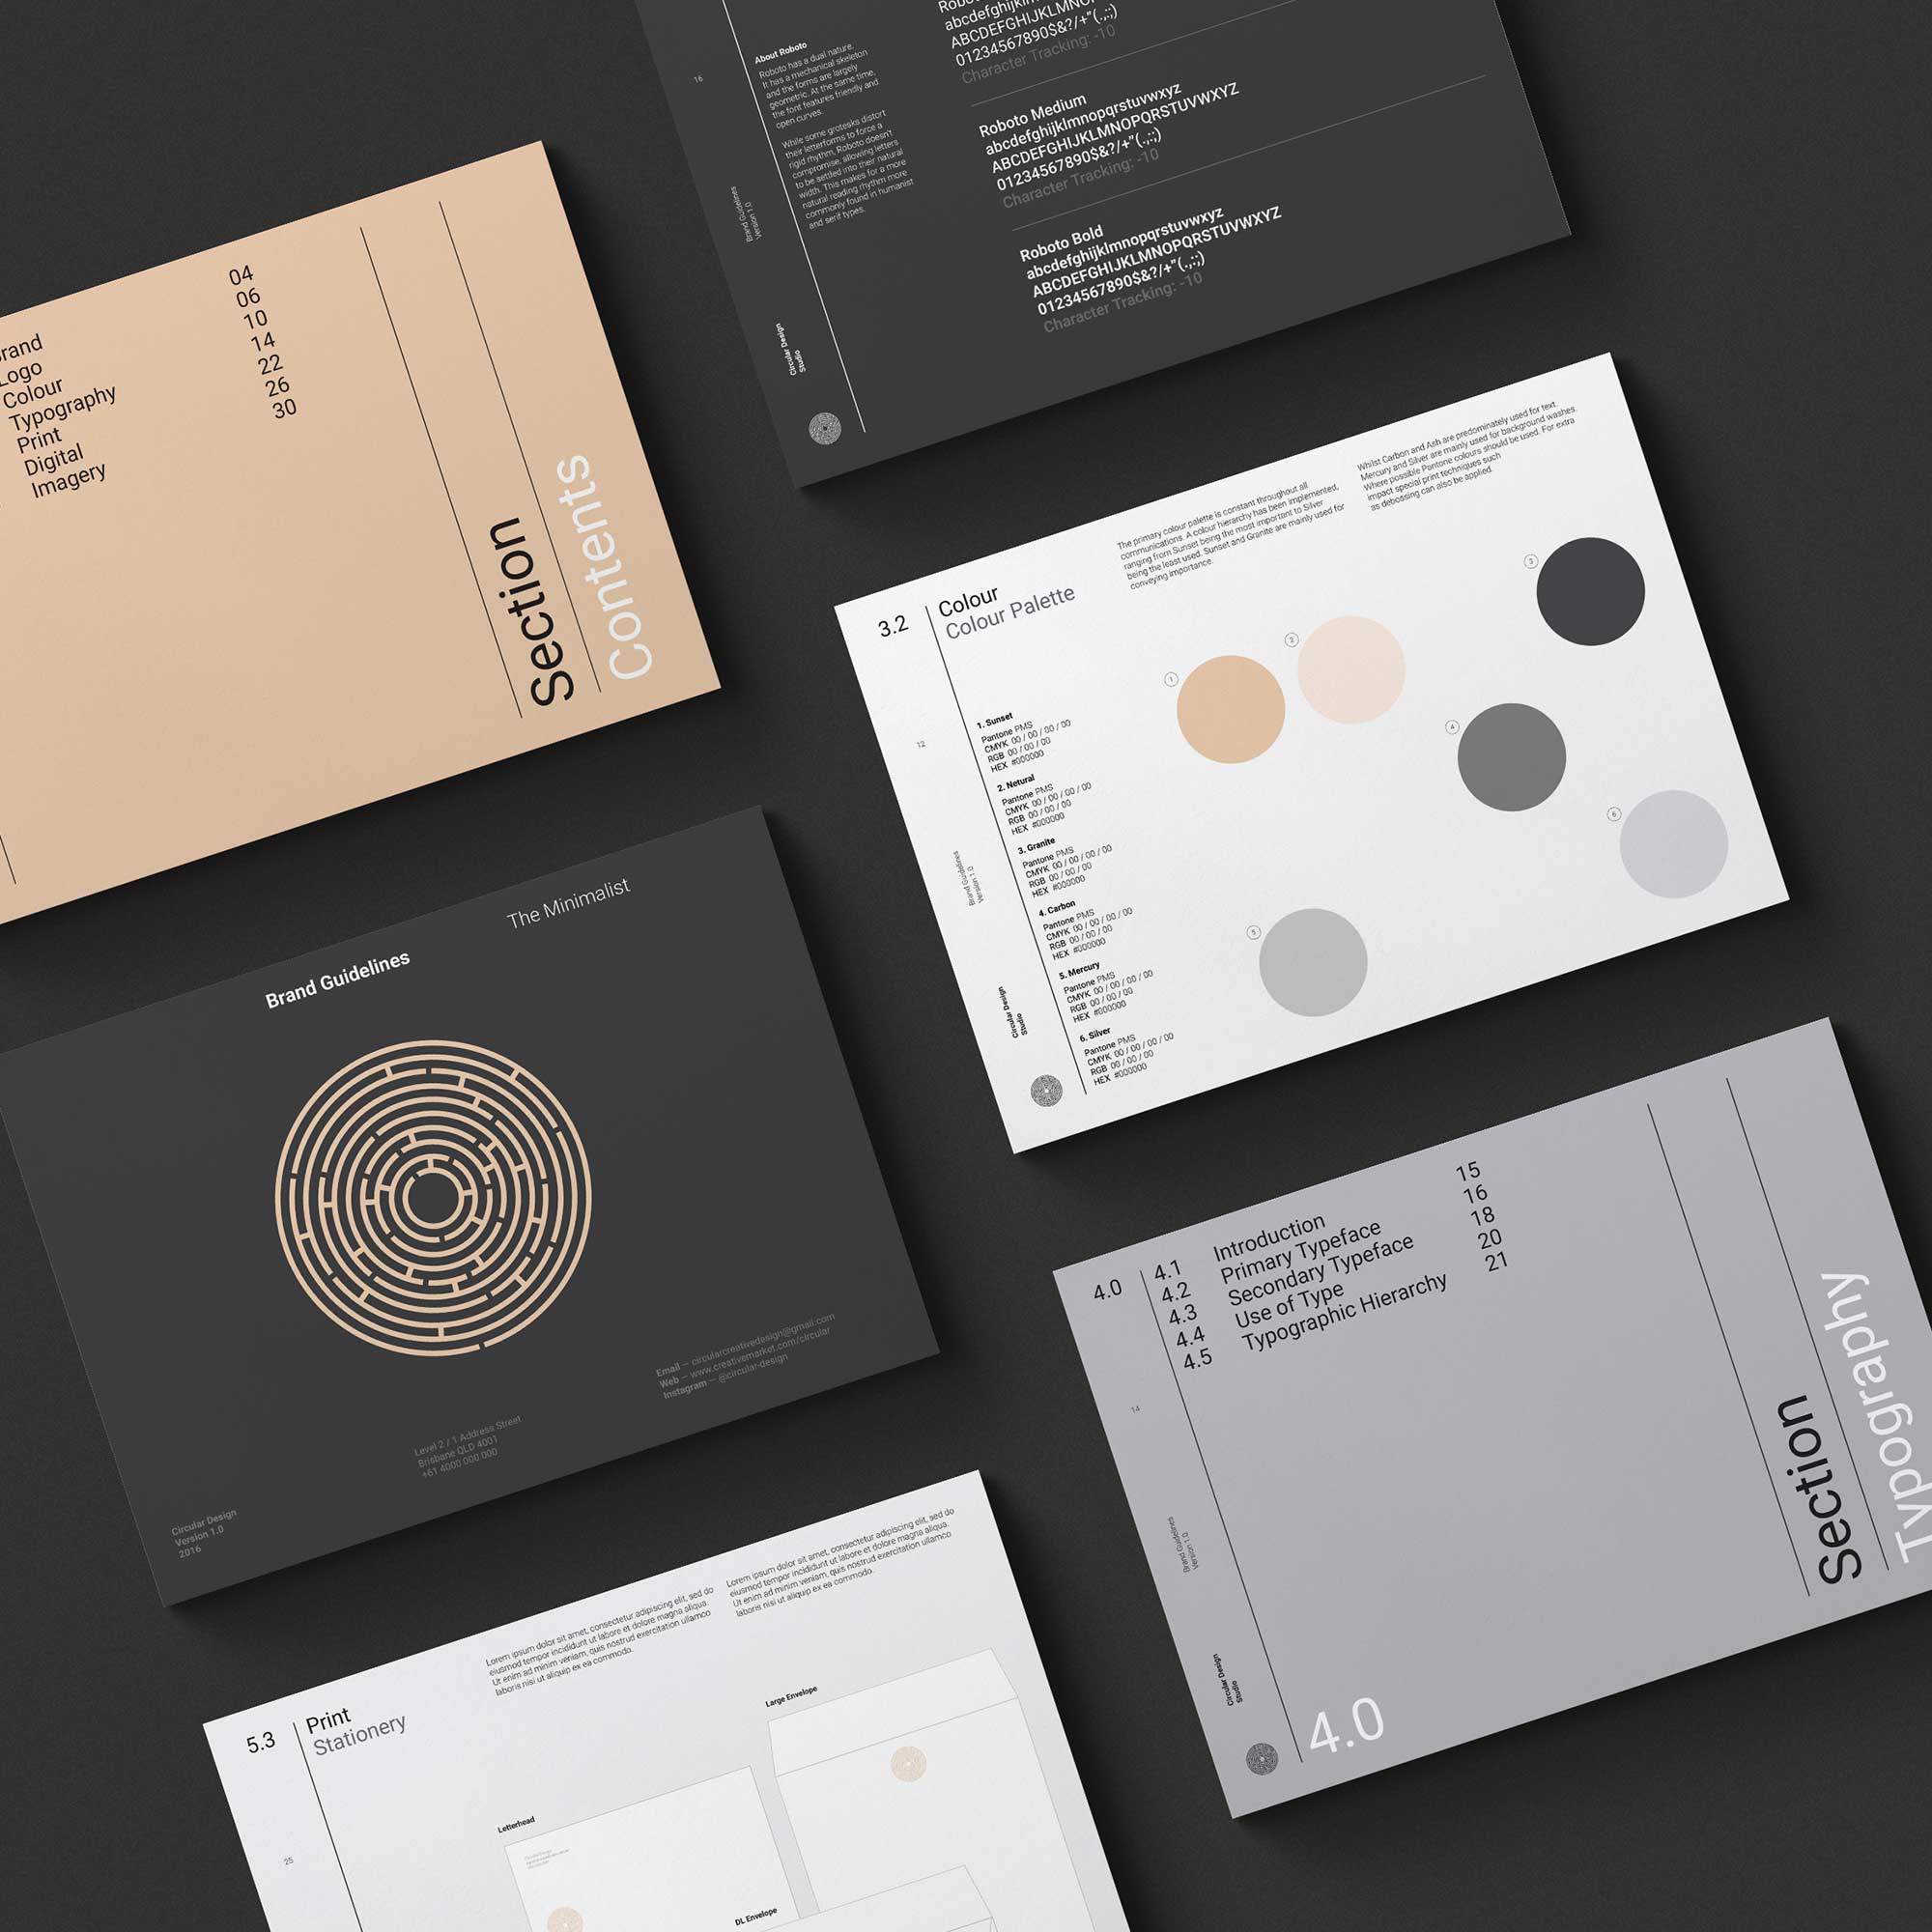 abcdefghijklmn
ABCDEFGHIJKLMNO
01234567890$&?/+"(.,:;)
Character Tracking: -10
Roboto Medium
abcdefghijklmnopqrstuvwxyz
ABCDEFGHIJKLMNOPQRSTUVWXYZ
01234567890$&?/+"(.,:;)
Character Tracking: -10
Roboto Bold
abcdefghijklmnopqrstuvwxyz
ABCDEFGHIJKLMNOPQRSTUVWXYZ
01234567890$&?/+"(.,:;)
Character Tracking: -10
16
About Roboto
Roboto has a dual nature.
It has a mechanical skeleton
and the forms are largely
geometric. At the same time,
the font features friendly and
open curves.
While some grotesks distort
their letterforms to force a
rigid rhythm, Roboto doesn't
compromise, allowing letters
to be settled into their natural
width. This makes for a more
natural reading rhythm more
commonly found in humanist
and serif types.
Brand Guidelines
Version 1.0
Circular Design
Studio
rand
Logo
Colour
Typography
Print
Digital
Imagery
04
06
10
14
22
26
30
Section
Contents
3.2
Colour
Colour Palette
The primary colour palette is constant throughout all
communications. A colour hierarchy has been implemented,
ranging from Sunset being the most important to Silver
being the least used. Sunset and Granite are mainly used for
conveying importance.
Whilst Carbon and Ash are predominately used for text.
Mercury and Silver are mainly used for background washes.
Where possible Pantone colours should be used. For extra
impact special print techniques such
as debossing can also be applied.
1
2
3
4
5
6
12
1. Sunset
Pantone PMS
CMYK 00 / 00 / 00 / 00
RGB 00 / 00 / 00
HEX #000000
2. Netural
Pantone PMS
CMYK 00 / 00 / 00 / 00
RGB 00 / 00 / 00
HEX #000000
3. Granite
Pantone PMS
CMYK 00 / 00 / 00 / 00
RGB 00 / 00 / 00
HEX #000000
4. Carbon
Pantone PMS
CMYK 00 / 00 / 00 / 00
RGB 00 / 00 / 00
HEX #000000
5. Mercury
Pantone PMS
CMYK 00 / 00 / 00 / 00
RGB 00 / 00 / 00
HEX #000000
6. Silver
Pantone PMS
CMYK 00 / 00 / 00 / 00
RGB 00 / 00 / 00
HEX #000000
Brand Guidelines
Version 1.0
Circular Design
Studio
Brand Guidelines
The Minimalist
Email — circularcreativedesign@gmail.com
Web — www.creativemarket.com/circular
Instagram — @circular-design
Level 2 / 1 Address Street
Brisbane QLD 4001
+61 4000 000 000
Circular Design
Version 1.0
2016
4.0
4.1 Introduction 15
4.2 Primary Typeface 16
4.3 Secondary Typeface 18
4.4 Use of Type 20
4.5 Typographic Hierarchy 21
14
Brand Guidelines
Version 1.0
Circular Design
Studio
4.0
Section
Typography
5.3
Print
Stationery
Lorem ipsum dolor sit amet, consectetur adipiscing elit, sed do
eiusmod tempor incididunt ut labore et dolore magna aliqua.
Ut enim ad minim veniam, quis nostrud exercitation ullamco
laboris nisi ut aliquip ex ea commodo.
Lorem ipsum dolor sit amet, consectetur adipiscing elit, sed do
eiusmod tempor incididunt ut labore et dolore magna aliqua.
Ut enim ad minim veniam, quis nostrud exercitation ullamco
laboris nisi ut aliquip ex ea commodo.
25
Letterhead
Large Envelope
DL Envelope